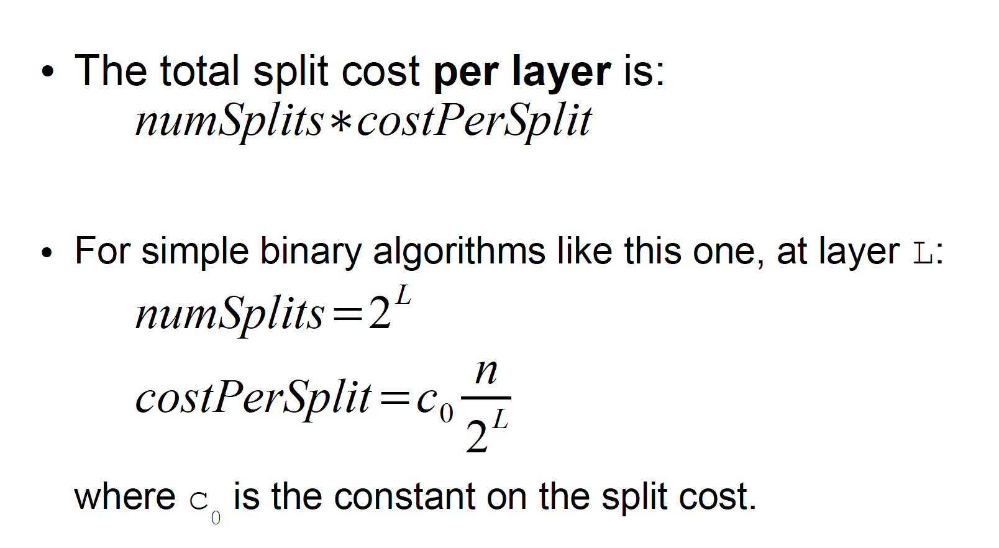 • The total split cost per layer is:
numSplits∗costPerSplit
• For simple binary algorithms like this one, at layer L:
numSplits=2^L
costPerSplit=c_0 n/2^L
where c_0 is the constant on the split cost.